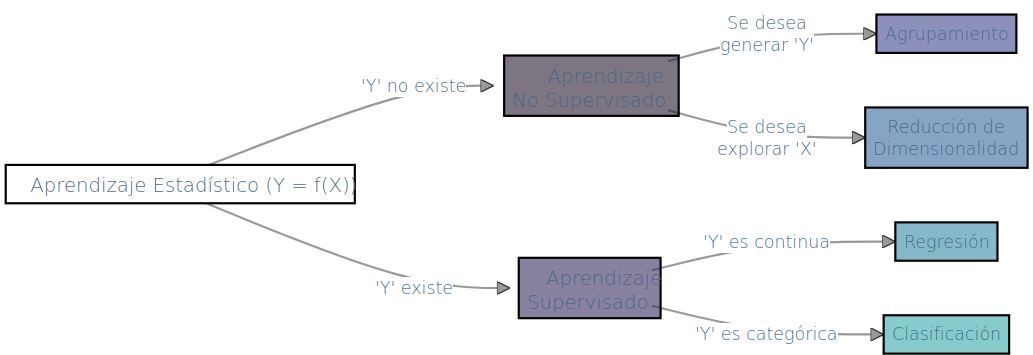 Aprendizaje Estadístico (Y = f(X))
'Y' no existe
Aprendizaje
No Supervisado
Se desea
generar 'Y'
Agrupamiento
Se desea
explorar 'X'
Reducción de
Dimensionalidad
'Y' existe
Aprendizaje
Supervisado
'Y' es continua
Regresión
'Y' es categórica
Clasificación